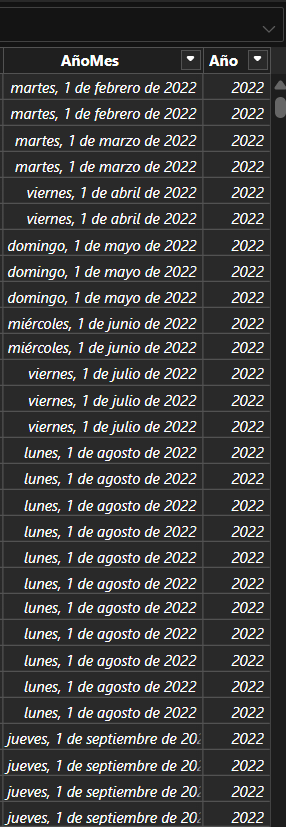 AñoMes Año
martes, 1 de febrero de 2022 2022
martes, 1 de febrero de 2022 2022
martes, 1 de marzo de 2022 2022
martes, 1 de marzo de 2022 2022
viernes, 1 de abril de 2022 2022
viernes, 1 de abril de 2022 2022
domingo, 1 de mayo de 2022 2022
domingo, 1 de mayo de 2022 2022
domingo, 1 de mayo de 2022 2022
miércoles, 1 de junio de 2022 2022
miércoles, 1 de junio de 2022 2022
viernes, 1 de julio de 2022 2022
viernes, 1 de julio de 2022 2022
viernes, 1 de julio de 2022 2022
lunes, 1 de agosto de 2022 2022
lunes, 1 de agosto de 2022 2022
lunes, 1 de agosto de 2022 2022
lunes, 1 de agosto de 2022 2022
lunes, 1 de agosto de 2022 2022
lunes, 1 de agosto de 2022 2022
lunes, 1 de agosto de 2022 2022
lunes, 1 de agosto de 2022 2022
lunes, 1 de agosto de 2022 2022
lunes, 1 de agosto de 2022 2022
lunes, 1 de agosto de 2022 2022
jueves, 1 de septiembre de 202 2022
jueves, 1 de septiembre de 202 2022
jueves, 1 de septiembre de 202 2022
jueves, 1 de septiembre de 202 2022